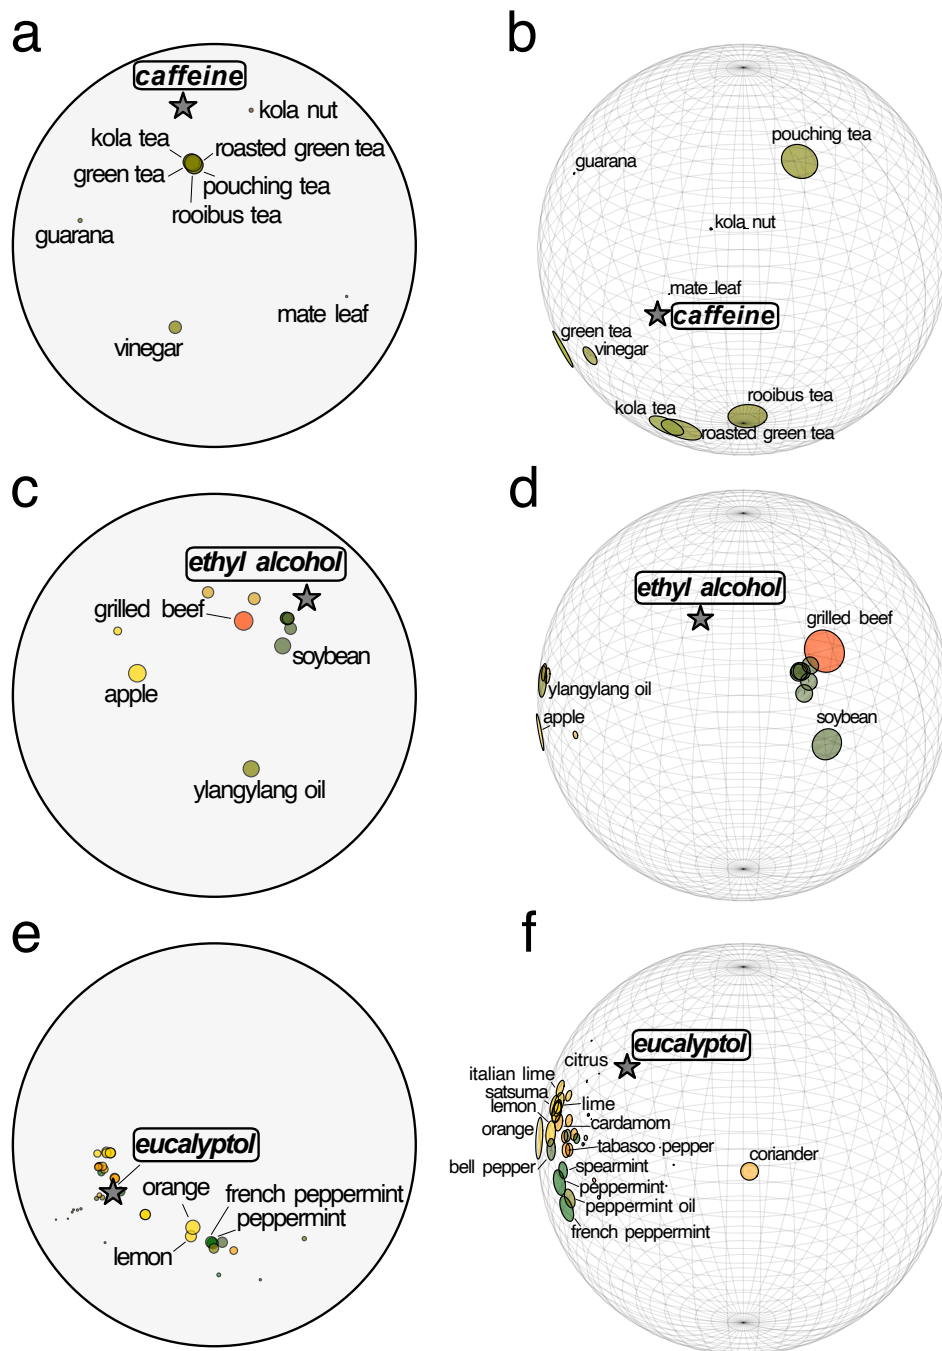 a
caffeine
kola nut
kola tea
roasted green tea
green tea
pouching tea
rooibus tea
guarana
mate leaf
vinegar
b
pouching tea
guarana
kola nut
mate leaf
caffeine
green tea
vinegar
rooibus tea
kola tea
roasted green tea
c
ethyl alcohol
grilled beef
soybean
apple
ylangylang oil
d
ethyl alcohol
grilled beef
ylangylang oil
apple
soybean
e
eucalyptol
orange
french peppermint
peppermint
lemon
f
eucalyptol
citrus
italian lime
satsuma
lemon
lime
cardamom
orange
tabasco pepper
coriander
bell pepper
spearmint
peppermint
peppermint oil
french peppermint